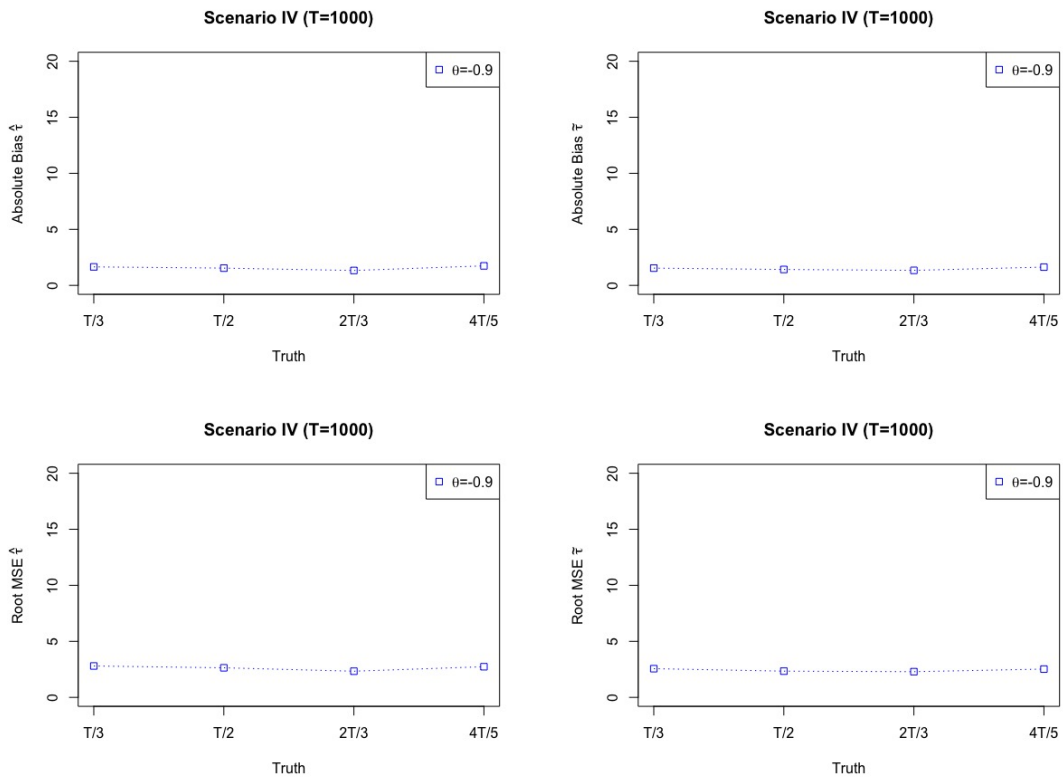 Scenario IV (T=1000)
Absolute Bias τ̂
20
15
10
5
0
θ=-0.9
T/3 T/2 2T/3 4T/5
Truth
Scenario IV (T=1000)
Absolute Bias τ̃
20
15
10
5
0
θ=-0.9
T/3 T/2 2T/3 4T/5
Truth
Scenario IV (T=1000)
Root MSE τ̂
20
15
10
5
0
θ=-0.9
T/3 T/2 2T/3 4T/5
Truth
Scenario IV (T=1000)
Root MSE τ̃
20
15
10
5
0
θ=-0.9
T/3 T/2 2T/3 4T/5
Truth